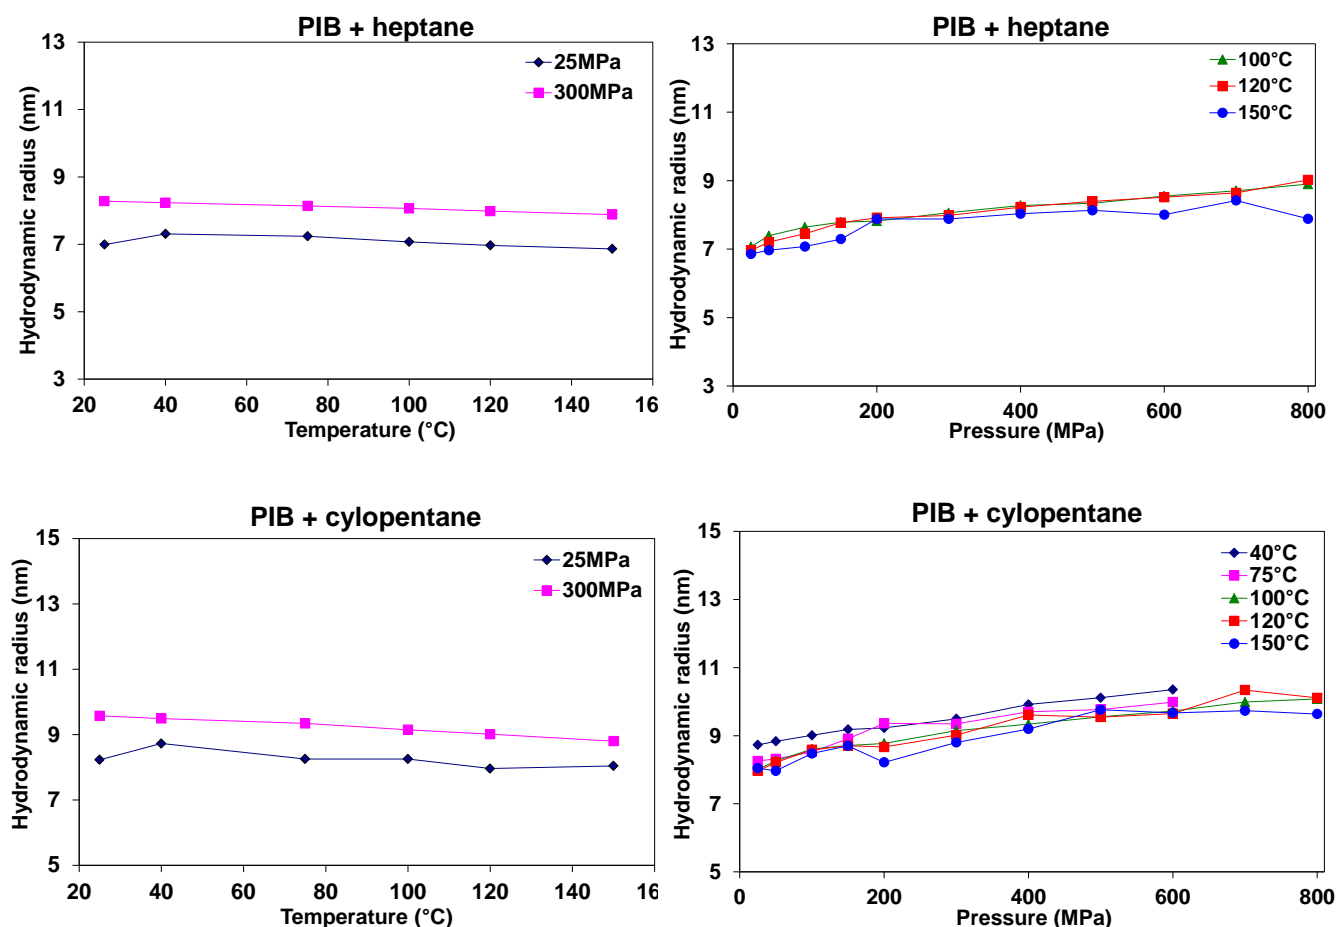 PIB + heptane
13
11
9
7
5
3
Hydrodynamic radius (nm)
25MPa
300MPa
20 40 60 80 100 120 140 16
Temperature (°C)
PIB + heptane
13
11
9
7
5
3
Hydrodynamic radius (nm)
100°C
120°C
150°C
0 200 400 600 800
Pressure (MPa)
PIB + cylopentane
15
13
11
9
7
5
Hydrodynamic radius (nm)
25MPa
300MPa
20 40 60 80 100 120 140 16
Temperature (°C)
PIB + cylopentane
15
13
11
9
7
5
Hydrodynamic radius (nm)
40°C
75°C
100°C
120°C
150°C
0 200 400 600 800
Pressure (MPa)